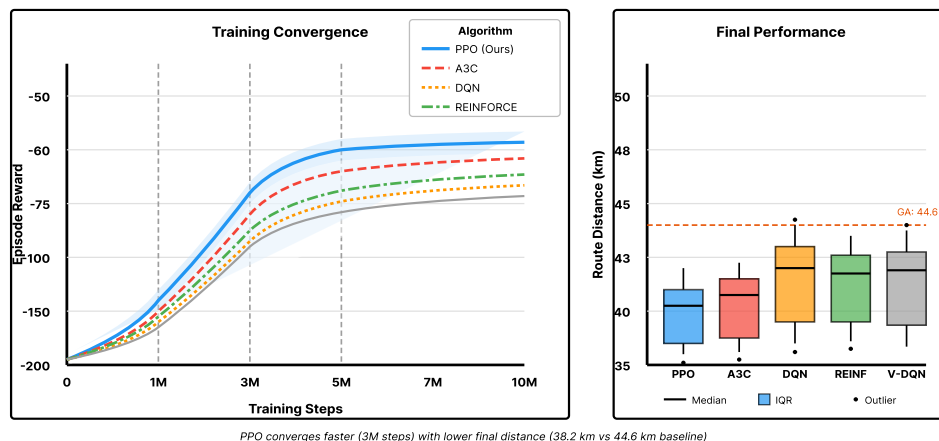 Training Convergence
Algorithm
PPO (Ours)
A3C
DQN
REINFORCE
Episode Reward
-50
-60
-75
-100
-150
-200
0
1M
3M
5M
7M
10M
Training Steps
Final Performance
Route Distance (km)
50
48
45
43
40
35
GA: 44.6
PPO
A3C
DQN
REINF
V-DQN
Median
IQR
Outlier
PPO converges faster (3M steps) with lower final distance (38.2 km vs 44.6 km baseline)